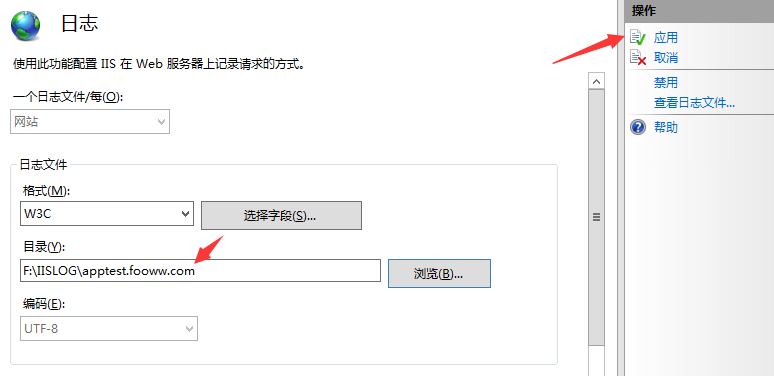 日志
使用此功能配置 IIS 在 Web 服务器上记录请求的方式。
一个日志文件/每(O):
网站
日志文件
格式(M):
W3C
选择字段(S)...
目录(Y):
F:\IISLOG\apptest.fooww.com
浏览(B)...
编码(E):
UTF-8
操作
应用
取消
禁用
查看日志文件...
帮助